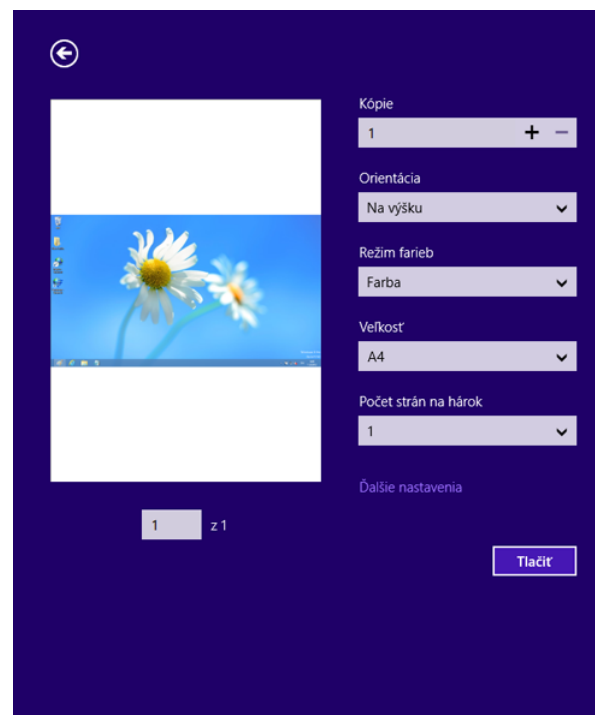 Kópie
1
Orientácia
Na výšku
Režim farieb
Farba
Veľkosť
A4
Počet strán na hárok
1
Ďalšie nastavenia
1 z 1
Tlačiť